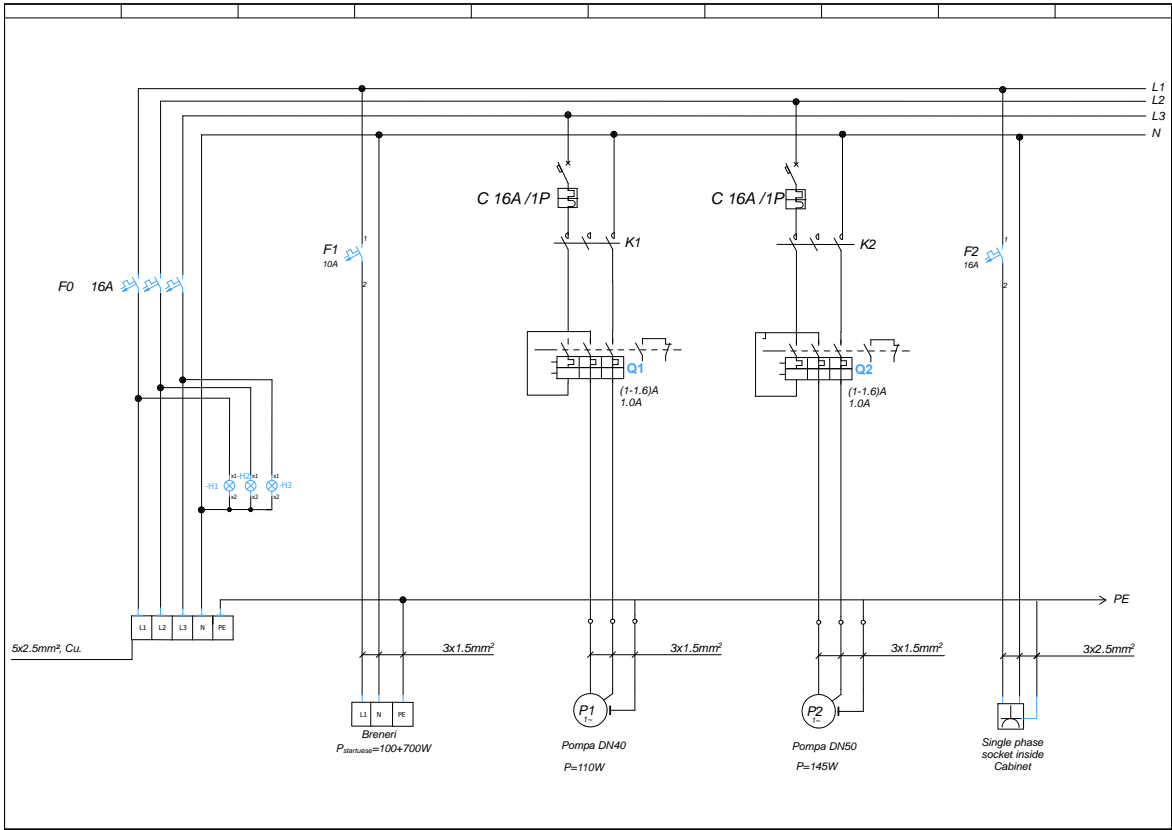 L1
L2
L3
N
C 16A /1P
C 16A /1P
K1
K2
F1
10A
1
2
F2
16A
1
2
F0 16A
Q1
(1-1.6)A
1.0A
Q2
(1-1.6)A
1.0A
x1
-H2
x1
x1
-H1
-H3
x2
x2
x2
PE
L1 L2 L3 N PE
5x2.5mm², Cu.
3x1.5mm²
3x1.5mm²
3x1.5mm²
3x2.5mm²
L1 N PE
P1
1~
P2
1~
Breneri
Pstartuese=100+700W
Pompa DN40
P=110W
Pompa DN50
P=145W
Single phase
socket inside
Cabinet